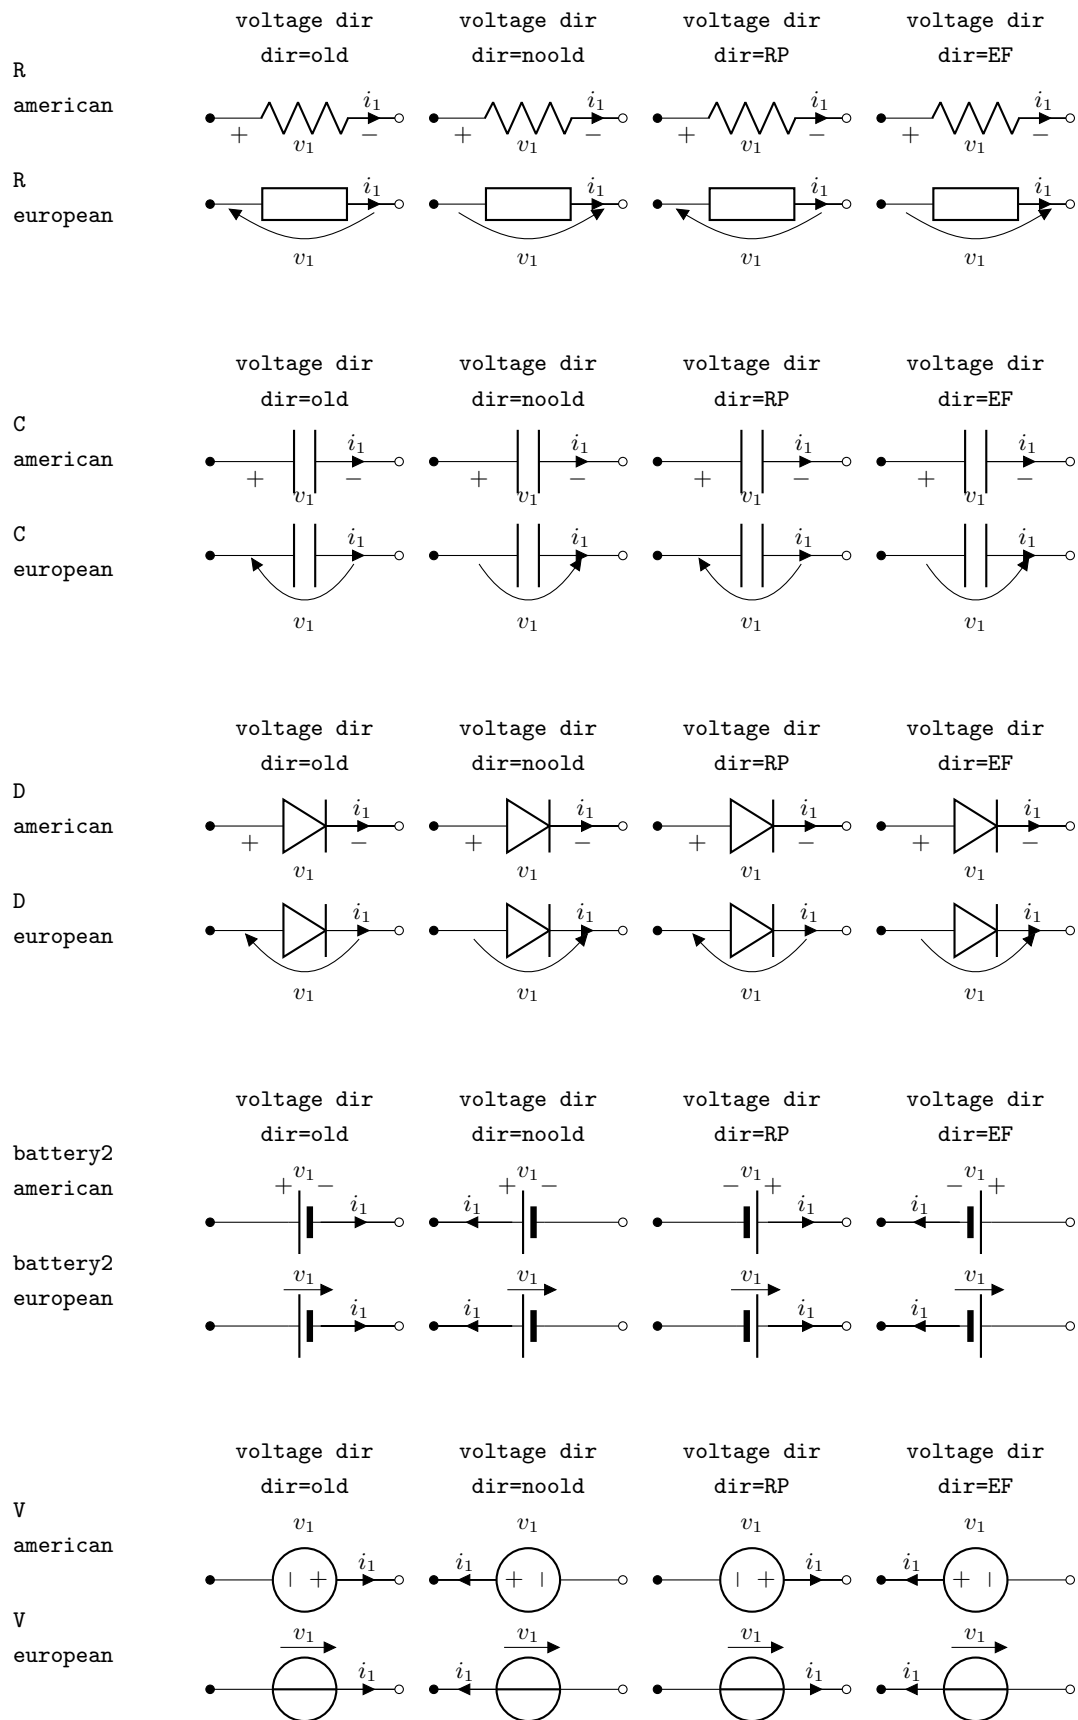 voltage dir voltage dir voltage dir voltage dir
dir=old dir=noold dir=RP dir=EF
R
american
i1 i1 i1 i1
+ − + − + − + −
v1 v1 v1 v1
R
european
i1 i1 i1 i1
v1 v1 v1 v1
voltage dir voltage dir voltage dir voltage dir
dir=old dir=noold dir=RP dir=EF
C
american
i1 i1 i1 i1
+ − + − + − + −
v1 v1 v1 v1
C
european
i1 i1 i1 i1
v1 v1 v1 v1
voltage dir voltage dir voltage dir voltage dir
dir=old dir=noold dir=RP dir=EF
D
american
i1 i1 i1 i1
+ − + − + − + −
v1 v1 v1 v1
D
european
i1 i1 i1 i1
v1 v1 v1 v1
voltage dir voltage dir voltage dir voltage dir
dir=old dir=noold dir=RP dir=EF
battery2
american
+ v1 − + v1 − − v1 + − v1 +
i1 i1 i1 i1
battery2
european
v1 v1 v1 v1
i1 i1 i1 i1
voltage dir voltage dir voltage dir voltage dir
dir=old dir=noold dir=RP dir=EF
V
american
v1 v1 v1 v1
− + i1 i1 + − − + i1 i1 + −
V
european
v1 v1 v1 v1
i1 i1 i1 i1